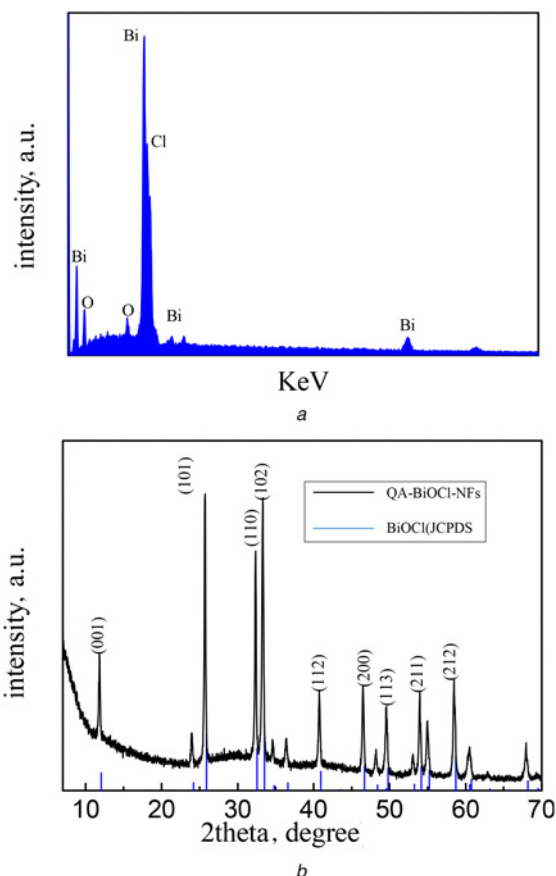 Bi
Cl
Bi
O
O
Bi
Bi
intensity, a.u.
KeV
a
(101)
(102)
(110)
(001)
(112)
(200)
(113)
(211)
(212)
QA-BiOCl-NFs
BiOCl(JCPDS
intensity, a.u.
10 20 30 40 50 60 70
2theta, degree
b